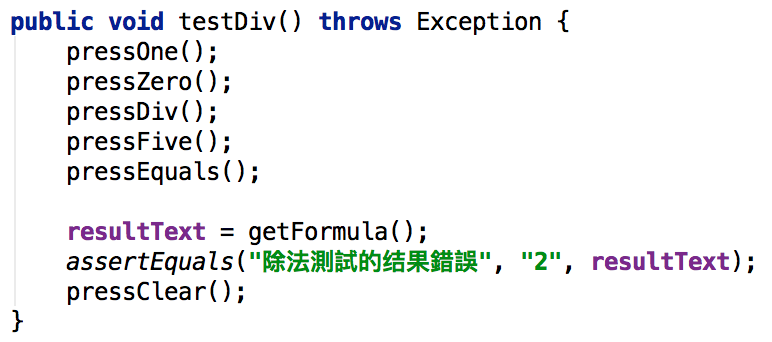 public void testDiv() throws Exception {
    pressOne();
    pressZero();
    pressDiv();
    pressFive();
    pressEquals();
    resultText = getFormula();
    assertEquals("除法測試的结果錯誤", "2", resultText);
    pressClear();
}